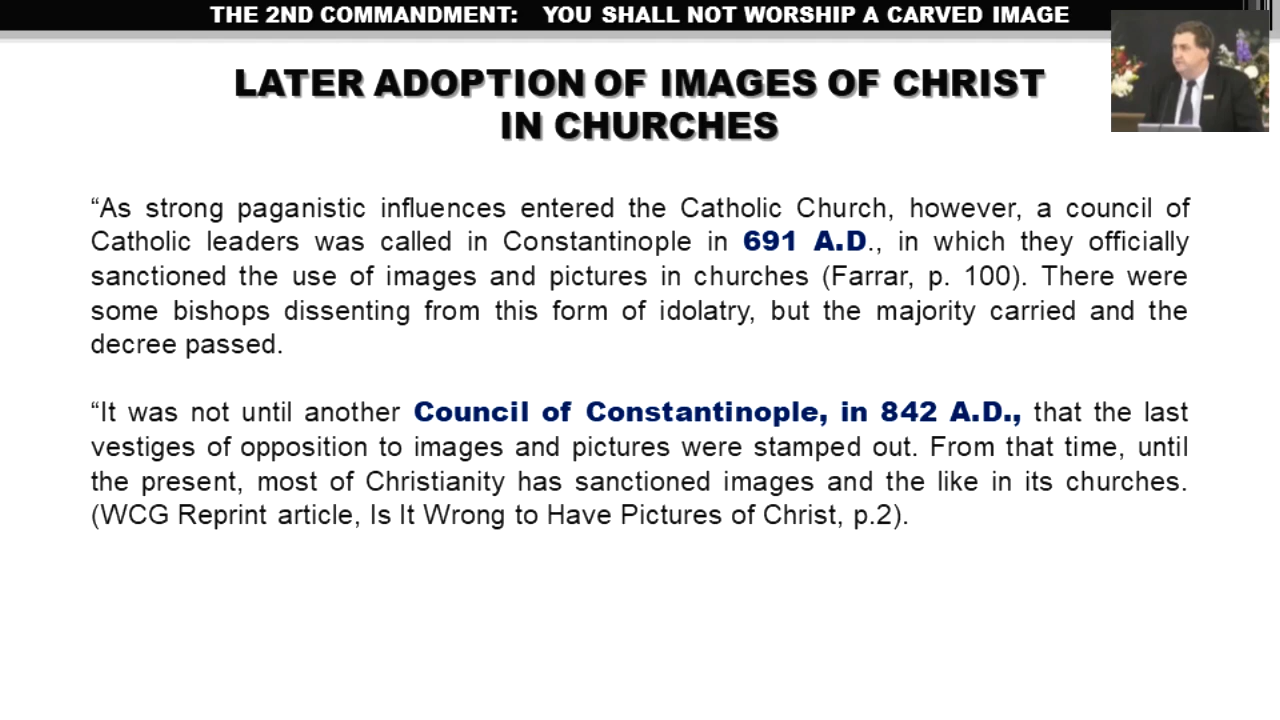 THE 2ND COMMANDMENT: YOU SHALL NOT WORSHIP A CARVED IMAGE
LATER ADOPTION OF IMAGES OF CHRIST
IN CHURCHES
“As strong paganistic influences entered the Catholic Church, however, a council of
Catholic leaders was called in Constantinople in 691 A.D., in which they officially
sanctioned the use of images and pictures in churches (Farrar, p. 100). There were
some bishops dissenting from this form of idolatry, but the majority carried and the
decree passed.
“It was not until another Council of Constantinople, in 842 A.D., that the last
vestiges of opposition to images and pictures were stamped out. From that time, until
the present, most of Christianity has sanctioned images and the like in its churches.
(WCG Reprint article, Is It Wrong to Have Pictures of Christ, p.2).